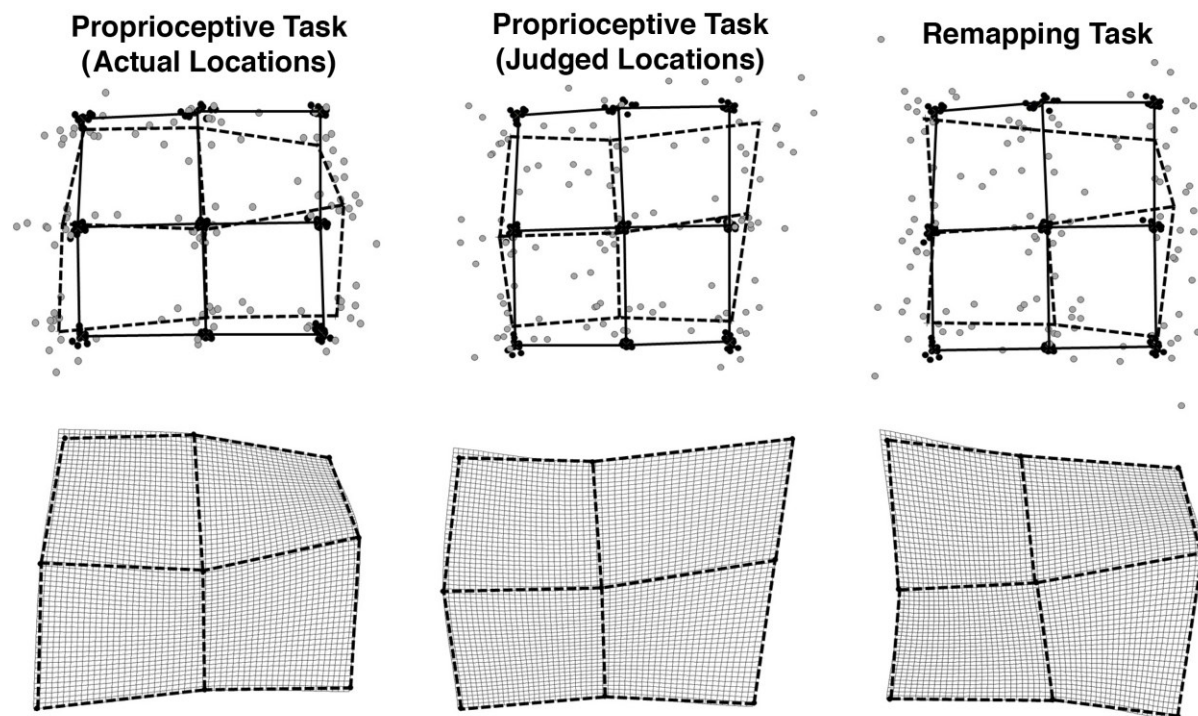 Proprioceptive Task
(Actual Locations)
Proprioceptive Task
(Judged Locations)
Remapping Task